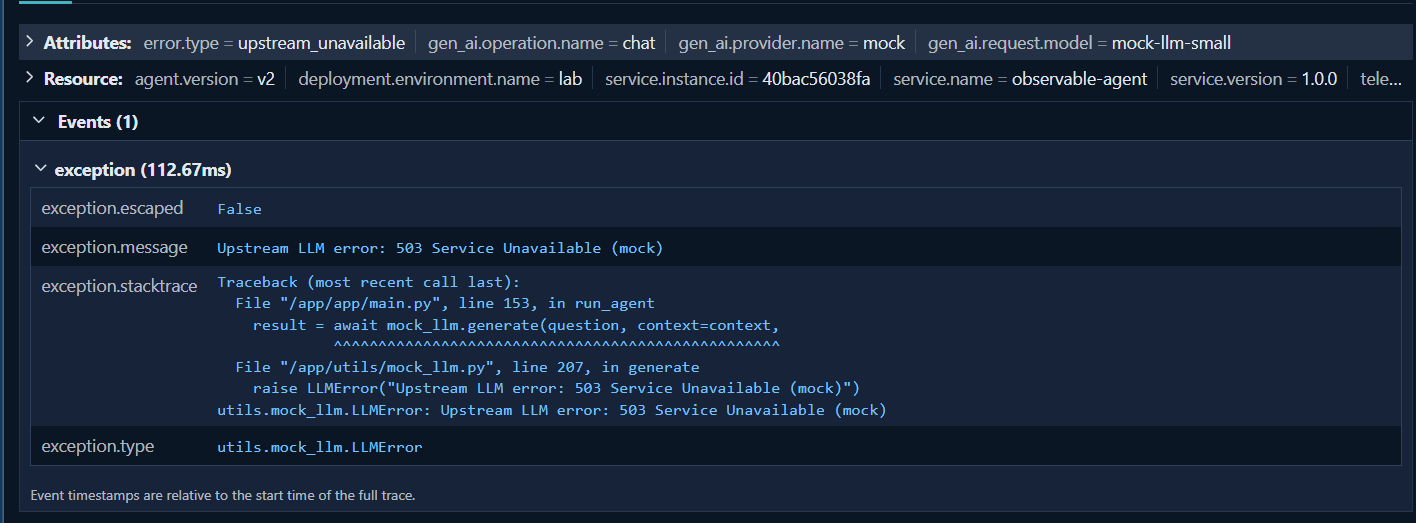 Attributes: error.type = upstream_unavailable gen_ai.operation.name = chat gen_ai.provider.name = mock gen_ai.request.model = mock-llm-small
Resource: agent.version = v2 deployment.environment.name = lab service.instance.id = 40bac56038fa service.name = observable-agent service.version = 1.0.0 tele...
Events (1)
exception (112.67ms)
exception.escaped False
exception.message Upstream LLM error: 503 Service Unavailable (mock)
exception.stacktrace Traceback (most recent call last):
  File "/app/app/main.py", line 153, in run_agent
    result = await mock_llm.generate(question, context=context,
             ^^^^^^^^^^^^^^^^^^^^^^^^^^^^^^^^^^^^^^^^^^^^^^^^^^
  File "/app/utils/mock_llm.py", line 207, in generate
    raise LLMError("Upstream LLM error: 503 Service Unavailable (mock)")
utils.mock_llm.LLMError: Upstream LLM error: 503 Service Unavailable (mock)
exception.type utils.mock_llm.LLMError
Event timestamps are relative to the start time of the full trace.